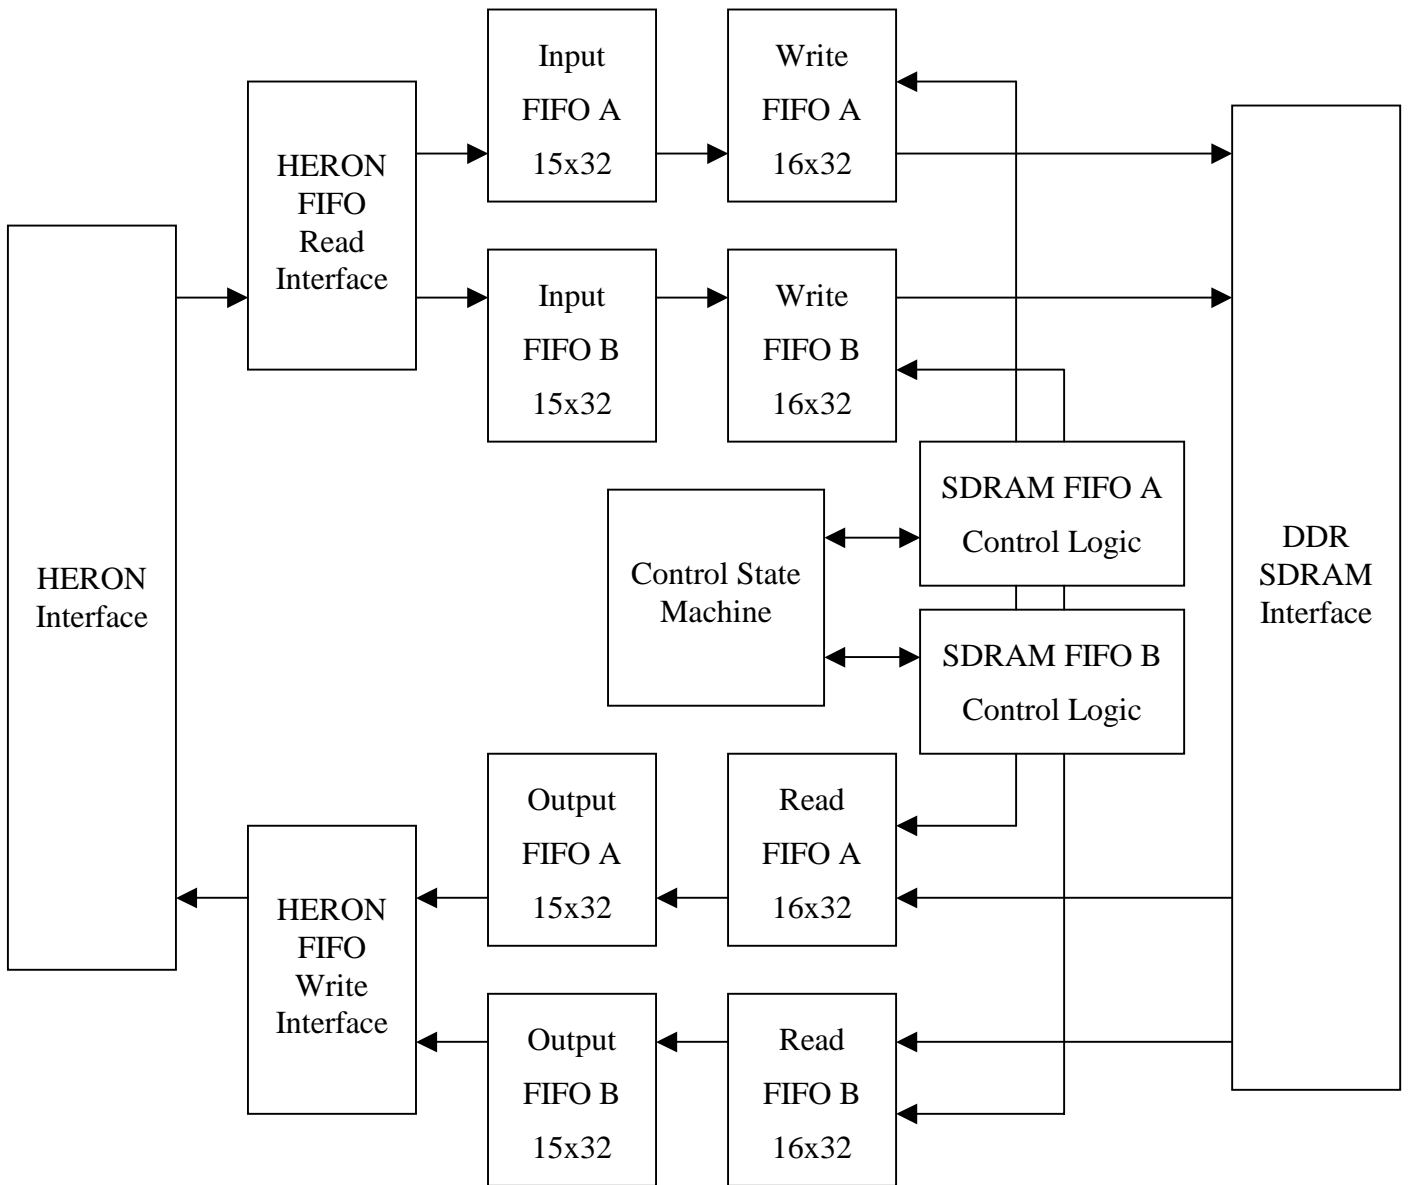 Input
FIFO A
15x32
Write
FIFO A
16x32
HERON
FIFO
Read
Interface
Input
FIFO B
15x32
Write
FIFO B
16x32
HERON
Interface
Control State
Machine
SDRAM FIFO A
Control Logic
SDRAM FIFO B
Control Logic
DDR
SDRAM
Interface
Output
FIFO A
15x32
Read
FIFO A
16x32
HERON
FIFO
Write
Interface
Output
FIFO B
15x32
Read
FIFO B
16x32